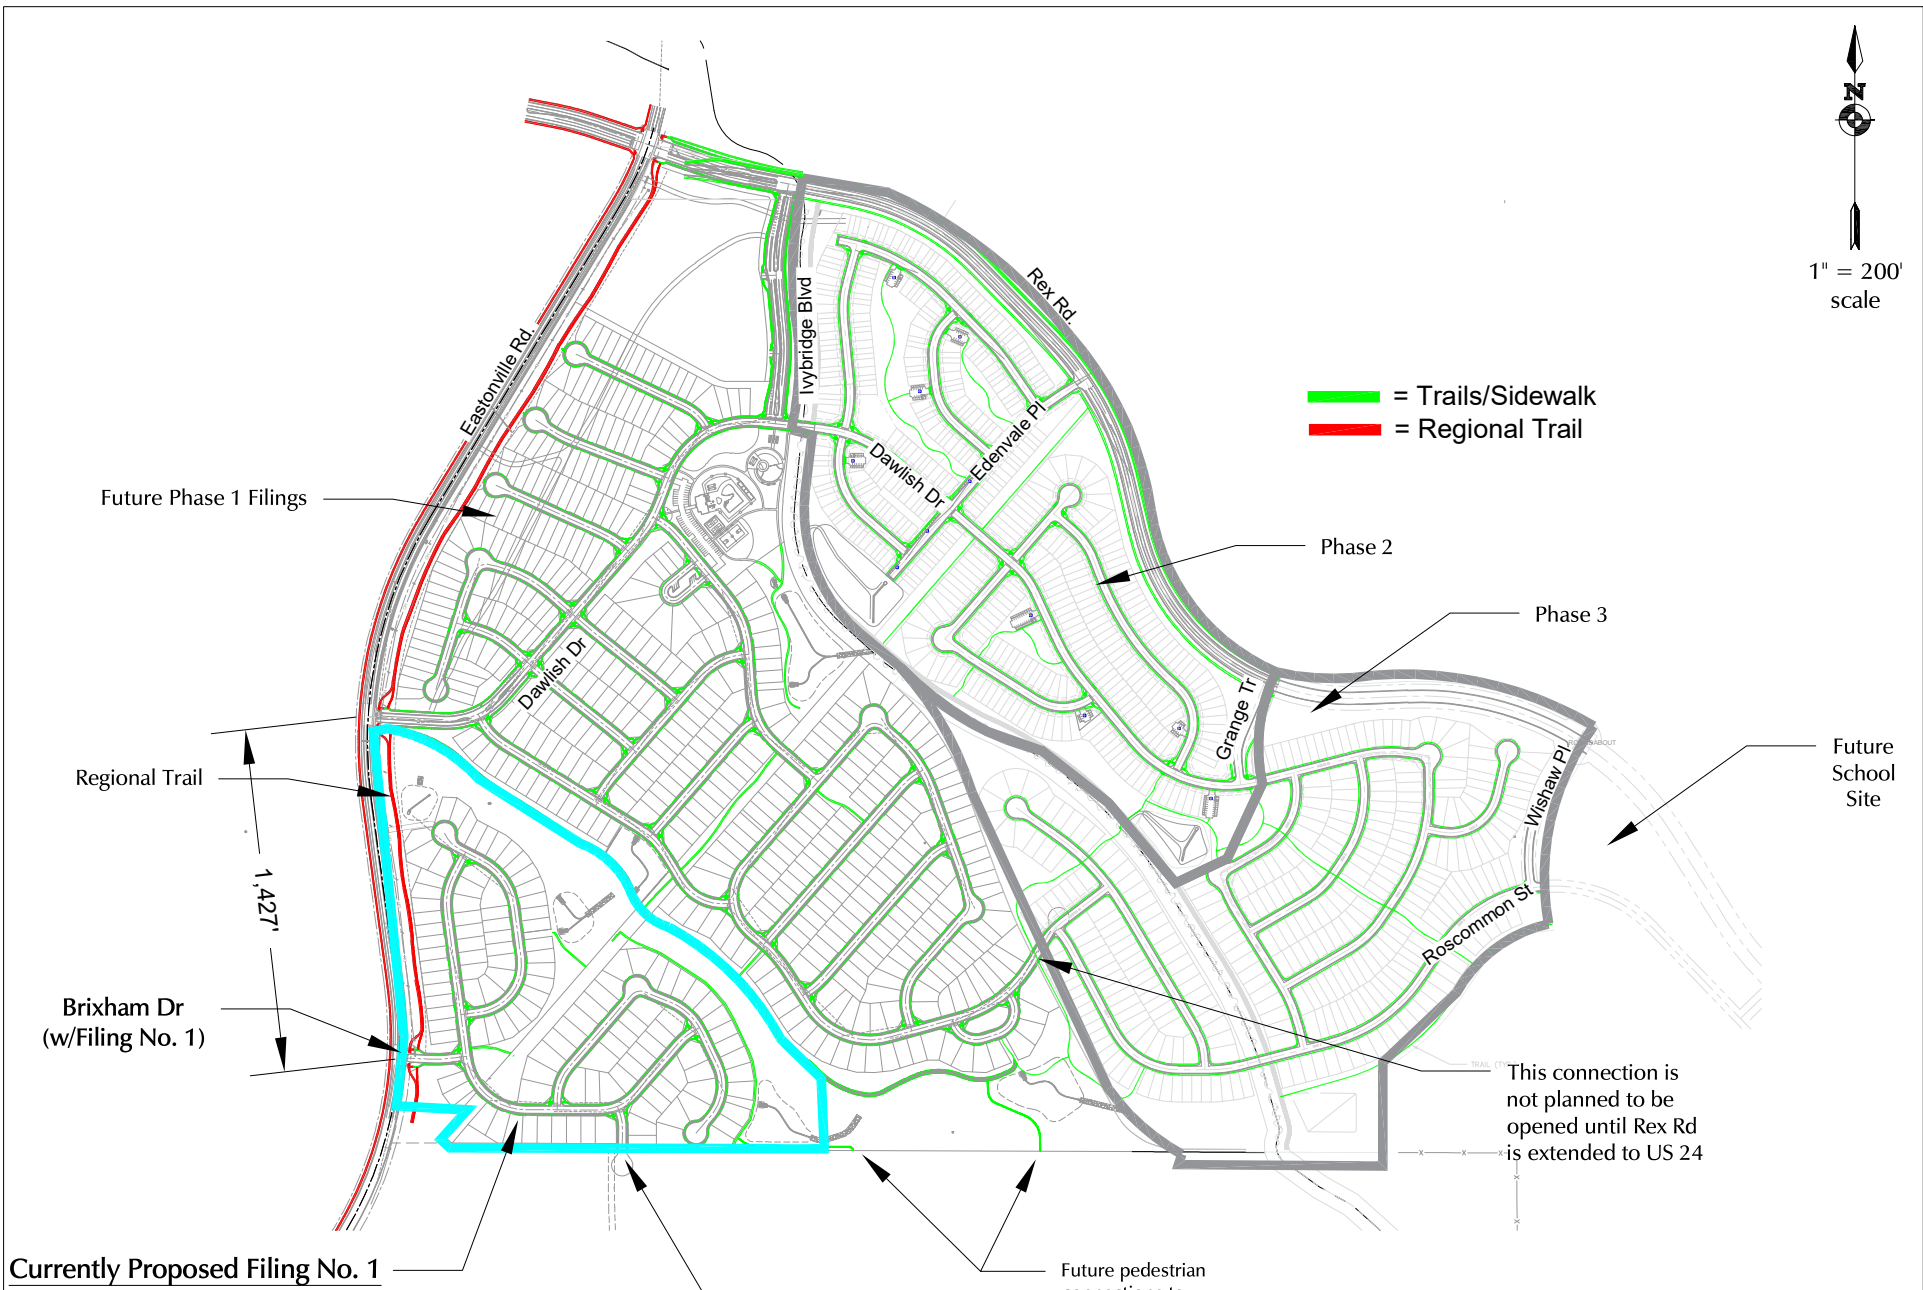 N
1" = 200'
scale
Rex Rd.
Ivybridge Blvd
Eastonville Rd.
= Trails/Sidewalk
= Regional Trail
Edenvale Pl
Dawlish Dr
Future Phase 1 Filings
Phase 2
Phase 3
Dawlish Dr
Grange Tr
Wishaw Pl
Future
School
Site
Regional Trail
1,427'
Roscommon St
Brixham Dr
(w/Filing No. 1)
TRAIL
This connection is
not planned to be
opened until Rex Rd
is extended to US 24
Currently Proposed Filing No. 1
Future pedestrian